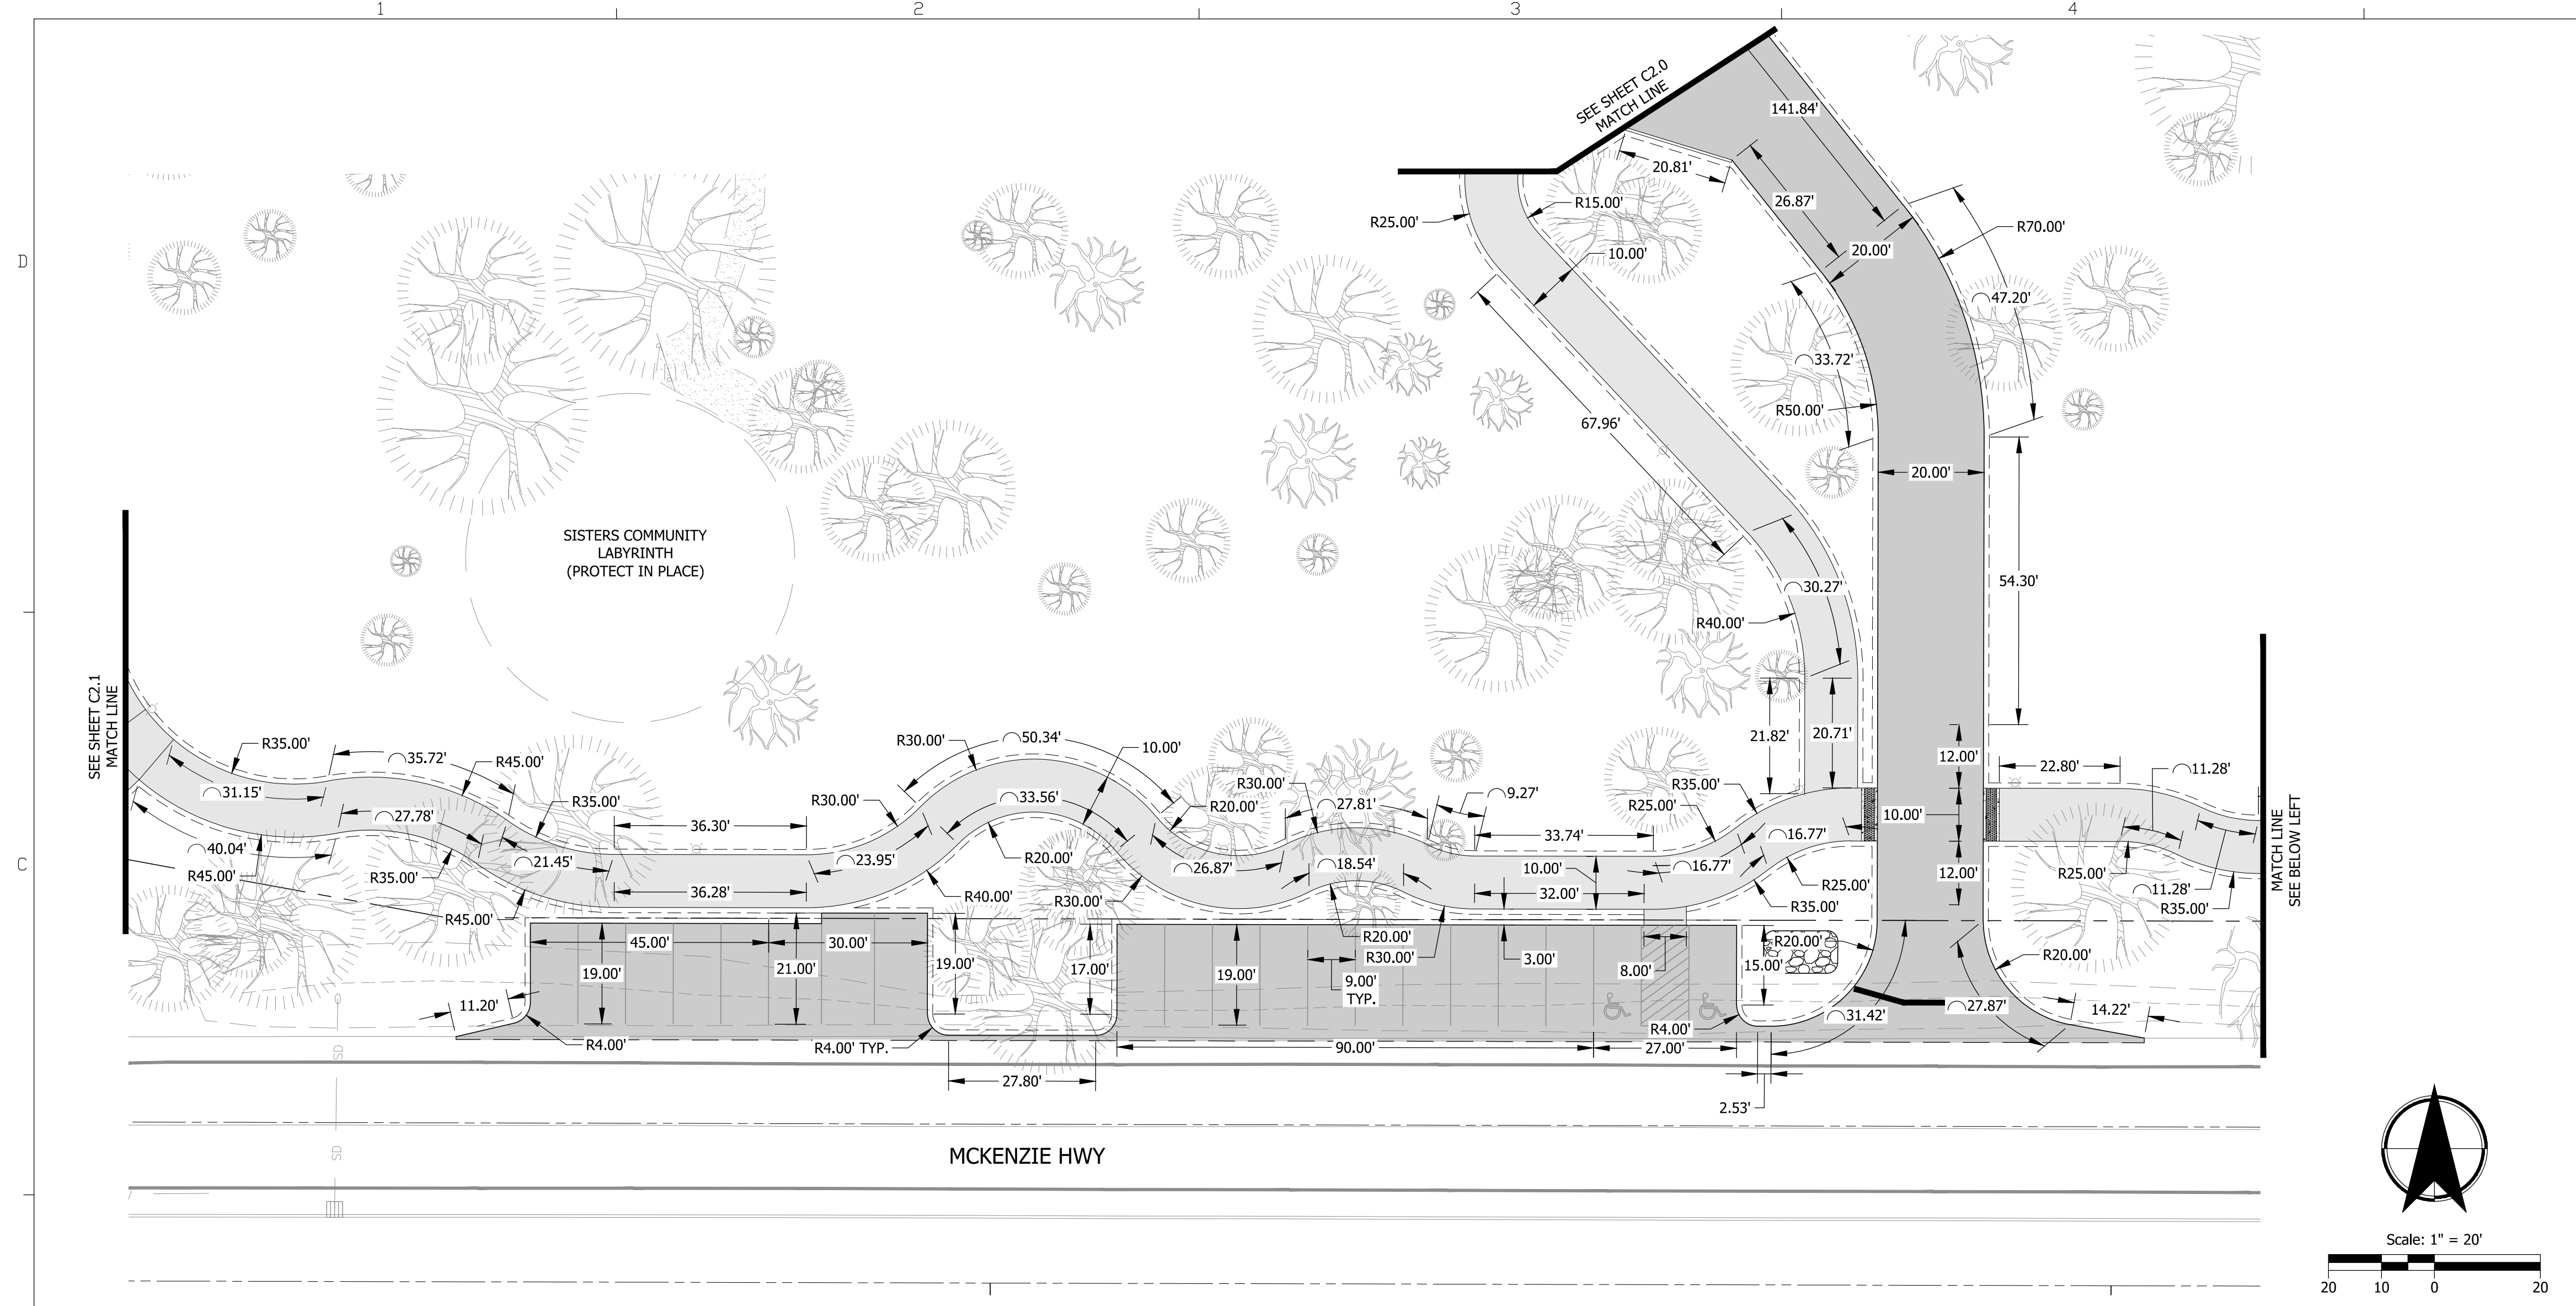 1
2
3
4
D
C
SEE SHEET C2.0
MATCH LINE
141.84'
20.81'
26.87'
R15.00'
R25.00'
R70.00'
20.00'
10.00'
47.20'
33.72'
R50.00'
67.96'
20.00'
SISTERS COMMUNITY
LABYRINTH
(PROTECT IN PLACE)
54.30'
30.27'
R40.00'
SEE SHEET C2.1
MATCH LINE
21.82'
20.71'
R35.00'
35.72'
R45.00'
R30.00'
50.34'
10.00'
12.00'
22.80'
11.28'
31.15'
27.78'
R35.00'
36.30'
R30.00'
33.56'
R20.00'
R30.00'
27.81'
9.27'
R25.00'
R35.00'
33.74'
16.77'
10.00'
MATCH LINE
SEE BELOW LEFT
40.04'
R45.00'
R35.00'
21.45'
36.28'
23.95'
R20.00'
26.87'
18.54'
10.00'
32.00'
16.77'
R25.00'
12.00'
R25.00'
11.28'
R45.00'
R40.00'
R30.00'
R35.00'
R35.00'
45.00'
30.00'
R20.00'
R30.00'
R20.00'
R20.00'
19.00'
21.00'
19.00'
17.00'
19.00'
9.00'
TYP.
3.00'
8.00'
15.00'
11.20'
R4.00'
R4.00' TYP.
R4.00'
31.42'
27.87'
14.22'
90.00'
27.00'
27.80'
2.53'
SD
SD
MCKENZIE HWY
Scale: 1" = 20'
20
10
0
20